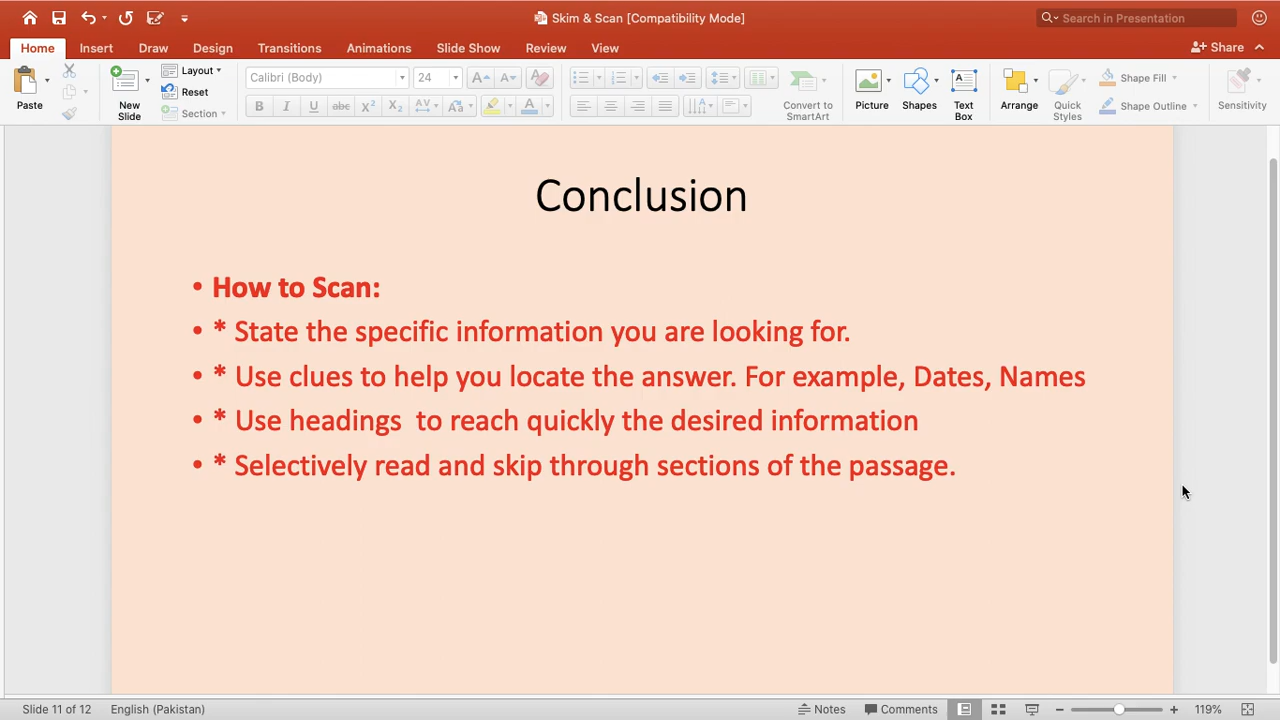 Skim & Scan [Compatibility Mode]
Search in Presentation
Home Insert Draw Design Transitions Animations Slide Show Review View Share
Paste
New Slide
Layout
Reset
Section
Calibri (Body) 24
Convert to SmartArt
Picture
Shapes
Text Box
Arrange
Quick Styles
Shape Fill
Shape Outline
Sensitivity
Conclusion
• How to Scan:
• * State the specific information you are looking for.
• * Use clues to help you locate the answer. For example, Dates, Names
• * Use headings  to reach quickly the desired information
• * Selectively read and skip through sections of the passage.
Slide 11 of 12 English (Pakistan) Notes Comments 119%